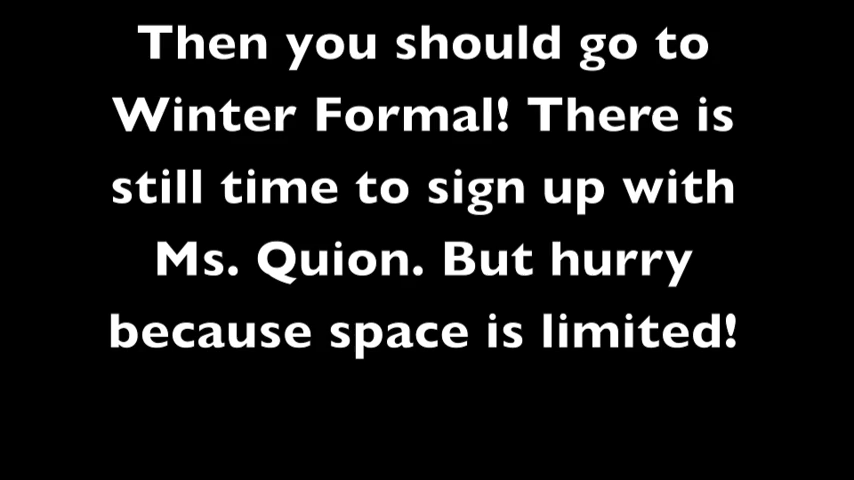 Then you should go to
Winter Formal! There is
still time to sign up with
Ms. Quion. But hurry
because space is limited!